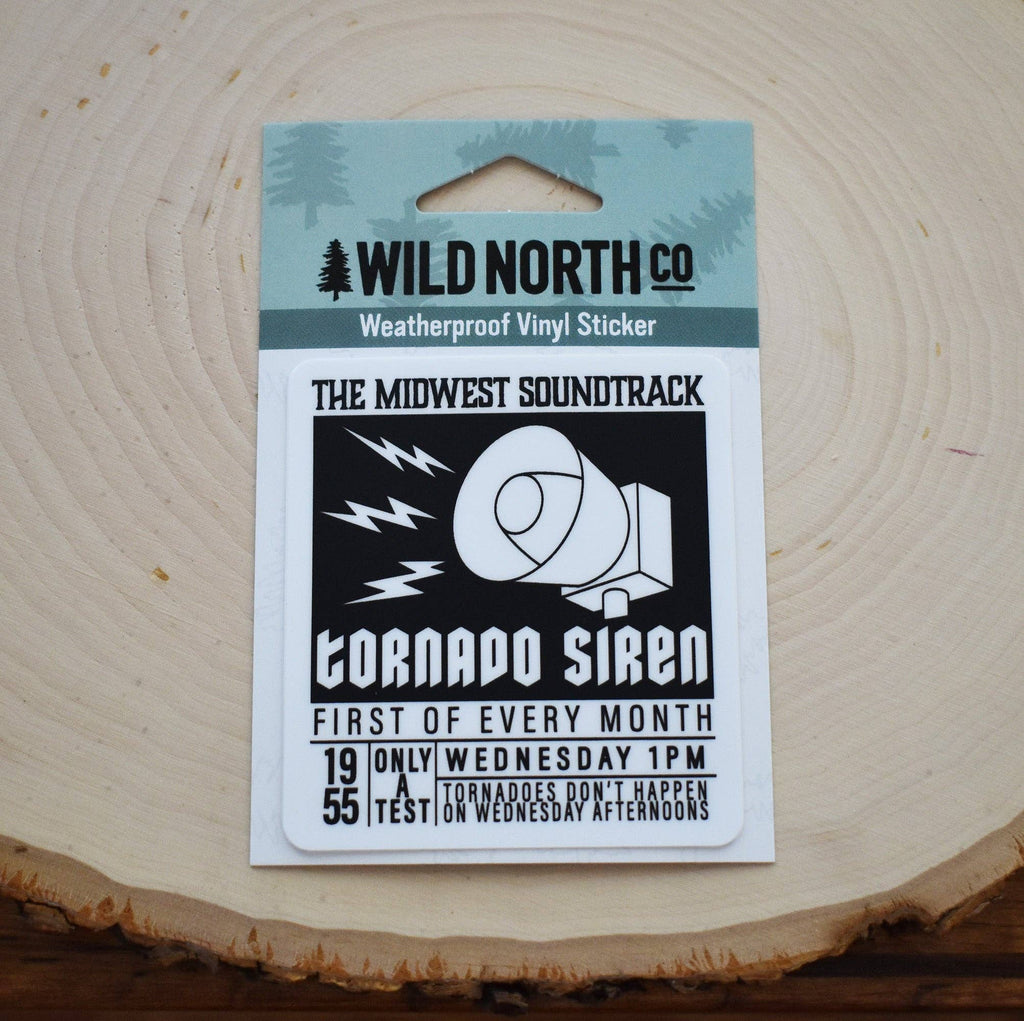 WILD NORTH CO
Weatherproof Vinyl Sticker
THE MIDWEST SOUNDTRACK
TORNADO SIREN
FIRST OF EVERY MONTH
19
55
ONLY
A
TEST
WEDNESDAY 1PM
TORNADOES DON'T HAPPEN
ON WEDNESDAY AFTERNOONS